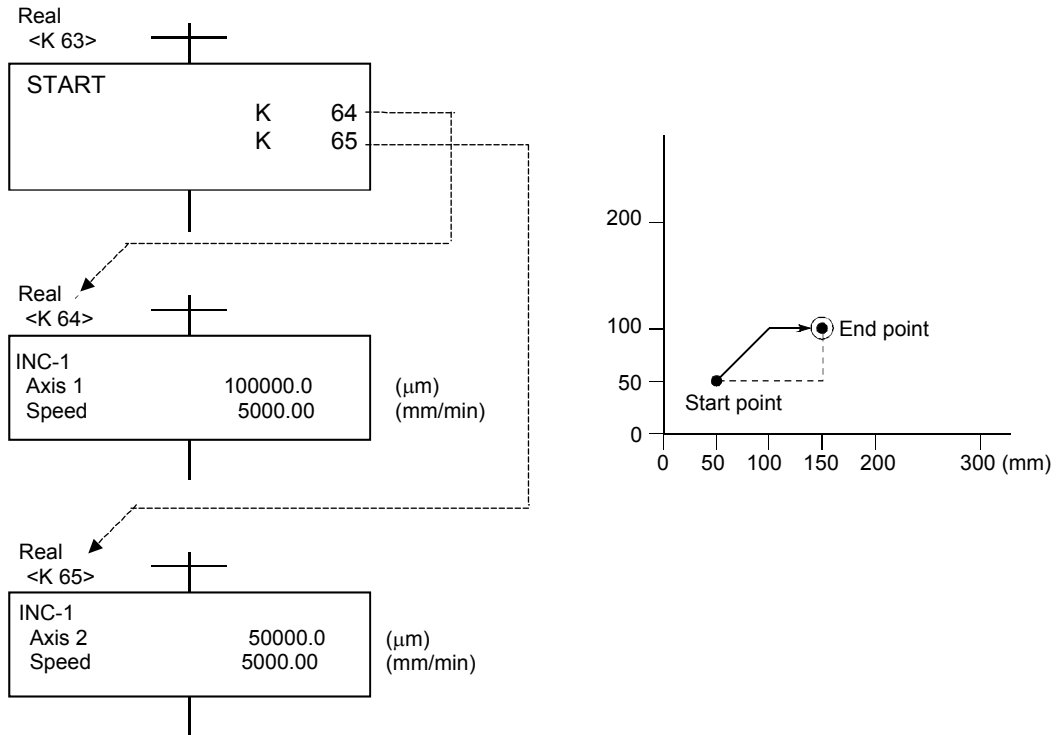 Real
<K 63>
START
K 64
K 65
Real
<K 64>
INC-1
Axis 1 100000.0 (μm)
Speed 5000.00 (mm/min)
Real
<K 65>
INC-1
Axis 2 50000.0 (μm)
Speed 5000.00 (mm/min)
200
100
End point
50
Start point
0
0 50 100 150 200 300 (mm)